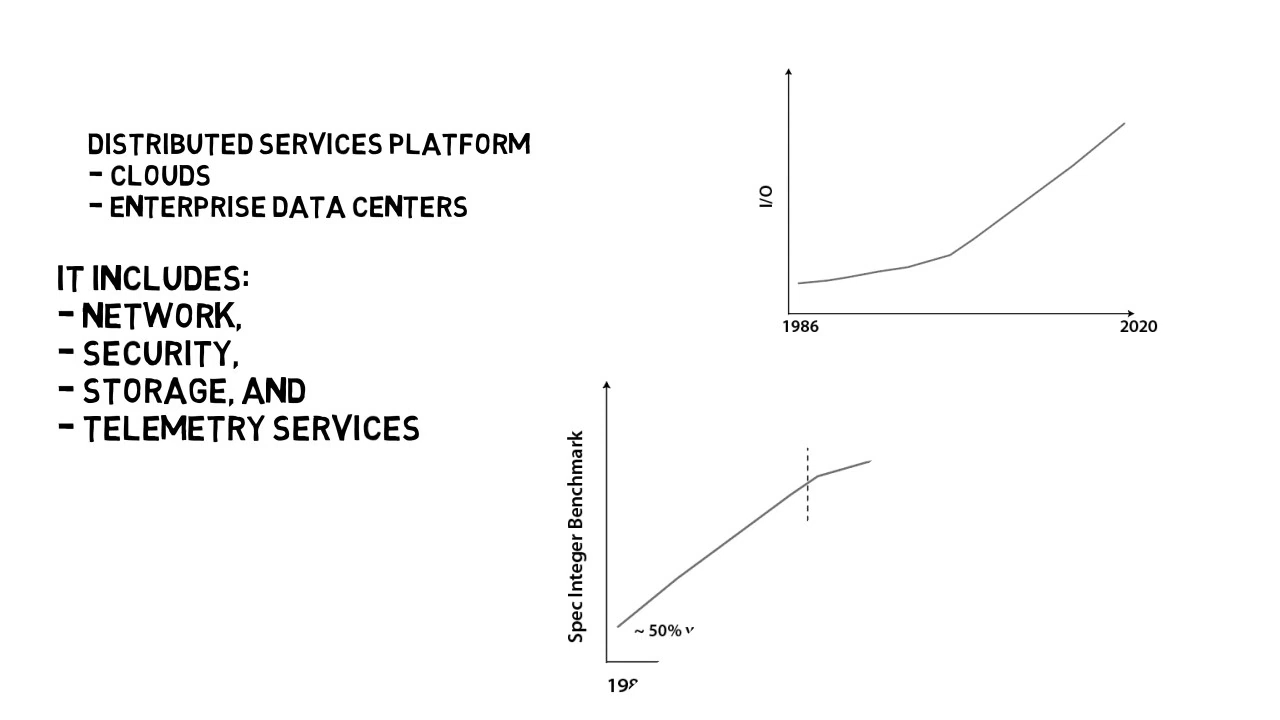 DISTRIBUTED SERVICES PLATFORM
- CLOUDS
- ENTERPRISE DATA CENTERS
IT INCLUDES:
- NETWORK,
- SECURITY,
- STORAGE, AND
- TELEMETRY SERVICES
I/O
1986
2020
Spec Integer Benchmark
~ 50%